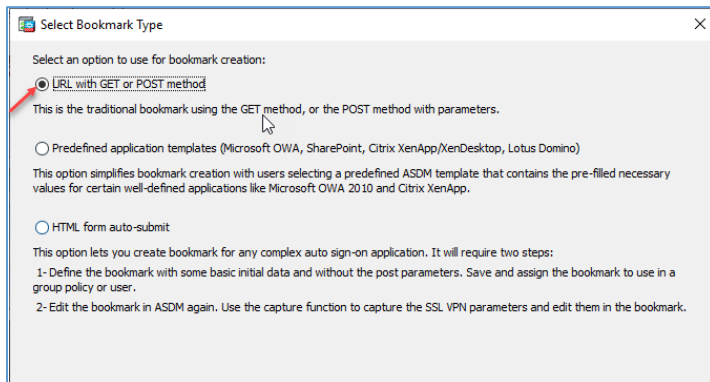 Select Bookmark Type
Select an option to use for bookmark creation:
URL with GET or POST method
This is the traditional bookmark using the GET method, or the POST method with parameters.
Predefined application templates (Microsoft OWA, SharePoint, Citrix XenApp/XenDesktop, Lotus Domino)
This option simplifies bookmark creation with users selecting a predefined ASDM template that contains the pre-filled necessary
values for certain well-defined applications like Microsoft OWA 2010 and Citrix XenApp.
HTML form auto-submit
This option lets you create bookmark for any complex auto sign-on application. It will require two steps:
1- Define the bookmark with some basic initial data and without the post parameters. Save and assign the bookmark to use in a
group policy or user.
2- Edit the bookmark in ASDM again. Use the capture function to capture the SSL VPN parameters and edit them in the bookmark.